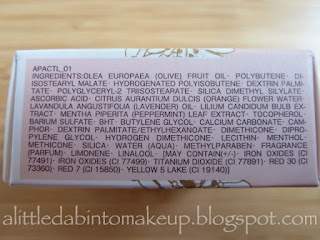 APACTL_01
INGREDIENTS:OLEA EUROPAEA (OLIVE) FRUIT OIL· POLYBUTENE· DI-
ISOSTEARYL MALATE· HYDROGENATED POLYISOBUTENE· DEXTRIN PALMI-
TATE· POLYGLYCERYL-2 TRIISOSTEARATE· SILICA DIMETHYL SILYLATE·
ASCORBIC ACID· CITRUS AURANTIUM DULCIS (ORANGE) FLOWER WATER·
LAVANDULA ANGUSTIFOLIA (LAVENDER) OIL· LILIUM CANDIDUM BULB EX-
TRACT· MENTHA PIPERITA (PEPPERMINT) LEAF EXTRACT· TOCOPHEROL·
BARIUM SULFATE· BHT· BUTYLENE GLYCOL· CALCIUM CARBONATE· CAM-
PHOR· DEXTRIN PALMITATE/ETHYLHEXANOATE· DIMETHICONE· DIPRO-
PYLENE GLYCOL· HYDROGEN DIMETHICONE· LECITHIN· MENTHOL·
METHICONE· SILICA· WATER (AQUA)· METHYLPARABEN· FRAGRANCE
(PARFUM)· LIMONENE, LINALOOL· [MAY CONTAIN(+/-)· IRON OXIDES (CI
77491)· IRON OXIDES (CI 77499)· TITANIUM DIOXIDE (CI 77891)· RED 30 (CI
73360)· RED 7 (CI 15850)· YELLOW 5 LAKE (CI 19140)]
alittledabintomakeup.blogspot.com